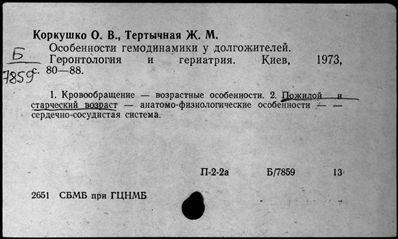 Коркушко О. В., Тертычная Ж. М.
Особенности гемодинамики у долгожителей.
Б
Геронтология и гериатрия. Киев, 1973,
7859
с. 80—88.
1. Кровообращение — возрастные особенности. 2. Пожилой и
старческий возраст — анатомо-физиологические особенности — —
сердечно-сосудистая система.
П-2-2а Б/7859 13
2651 СБМБ при ГЦНМБ